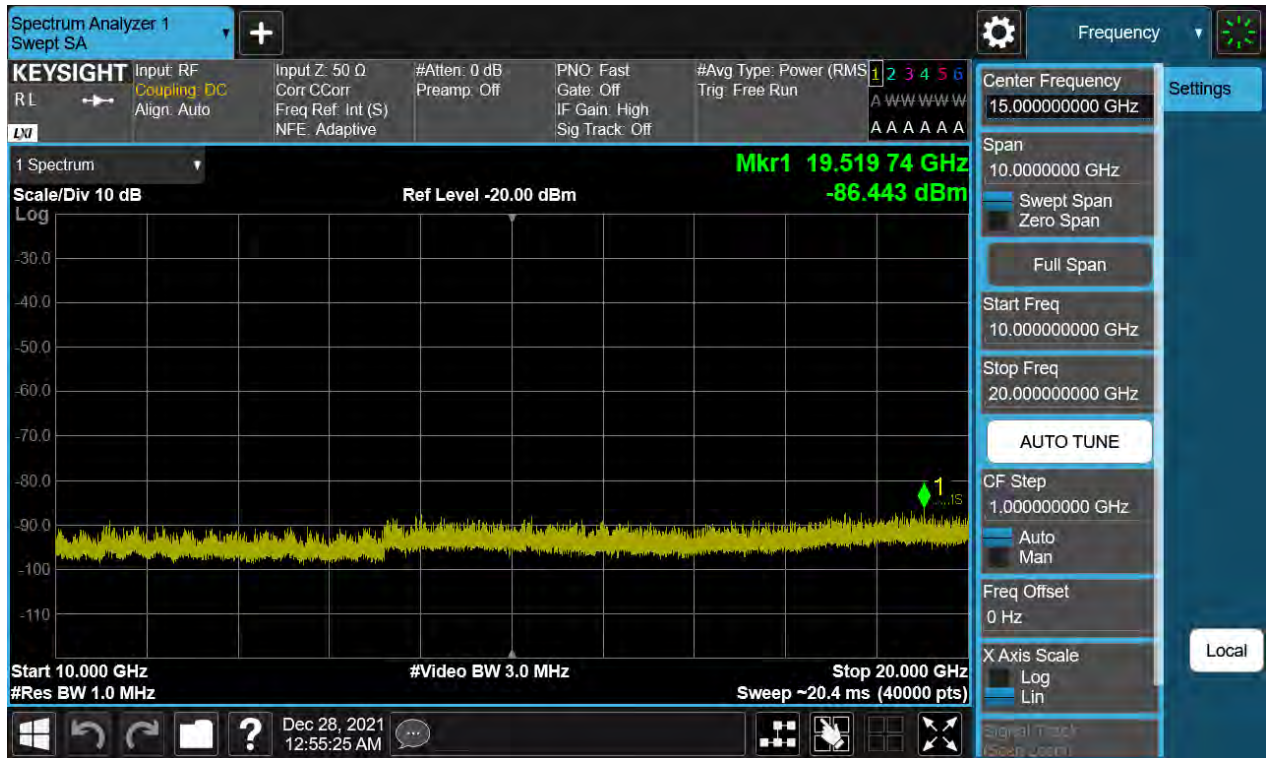 Spectrum Analyzer 1
Swept SA
+
Frequency
KEYSIGHT
RL
LXI
Input: RF
Coupling: DC
Align: Auto
Input Z: 50 Ω
Corr CCorr
Freq Ref: Int (S)
NFE: Adaptive
#Atten: 0 dB
Preamp: Off
PNO: Fast
Gate: Off
IF Gain: High
Sig Track: Off
#Avg Type: Power (RMS
Trig: Free Run
1 2 3 4 5 6
A W W W W W
A A A A A A
1 Spectrum
Scale/Div 10 dB
Ref Level -20.00 dBm
Mkr1 19.519 74 GHz
-86.443 dBm
Log
-30.0
-40.0
-50.0
-60.0
-70.0
-80.0
-90.0
-100
-110
1
Start 10.000 GHz
#Video BW 3.0 MHz
Stop 20.000 GHz
#Res BW 1.0 MHz
Sweep ~20.4 ms (40000 pts)
?
Dec 28, 2021
12:55:25 AM
Center Frequency
15.000000000 GHz
Settings
Span
10.0000000 GHz
Swept Span
Zero Span
Full Span
Start Freq
10.000000000 GHz
Stop Freq
20.000000000 GHz
AUTO TUNE
CF Step
1.000000000 GHz
Auto
Man
Freq Offset
0 Hz
X Axis Scale
Log
Lin
Local
Signal Track
(Span Zoom)